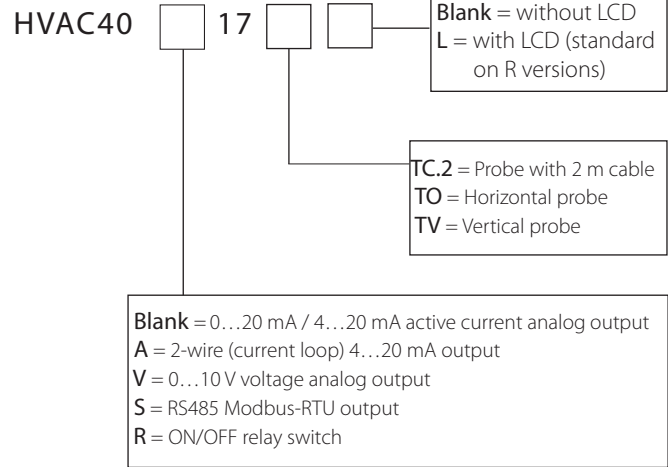 HVAC40 17
Blank = without LCD
L = with LCD (standard
on R versions)
TC.2 = Probe with 2 m cable
TO = Horizontal probe
TV = Vertical probe
Blank = 0…20 mA / 4…20 mA active current analog output
A = 2-wire (current loop) 4…20 mA output
V = 0…10 V voltage analog output
S = RS485 Modbus-RTU output
R = ON/OFF relay switch